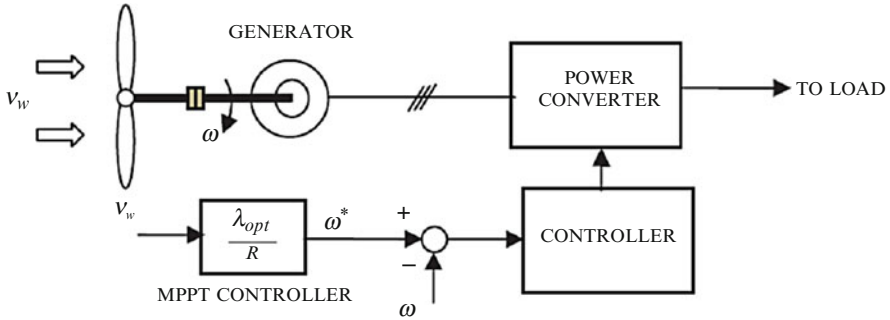 GENERATOR
POWER
CONVERTER
TO LOAD
v_w
ω
v_w
λ_opt
R
ω*
+
−
CONTROLLER
MPPT CONTROLLER
ω